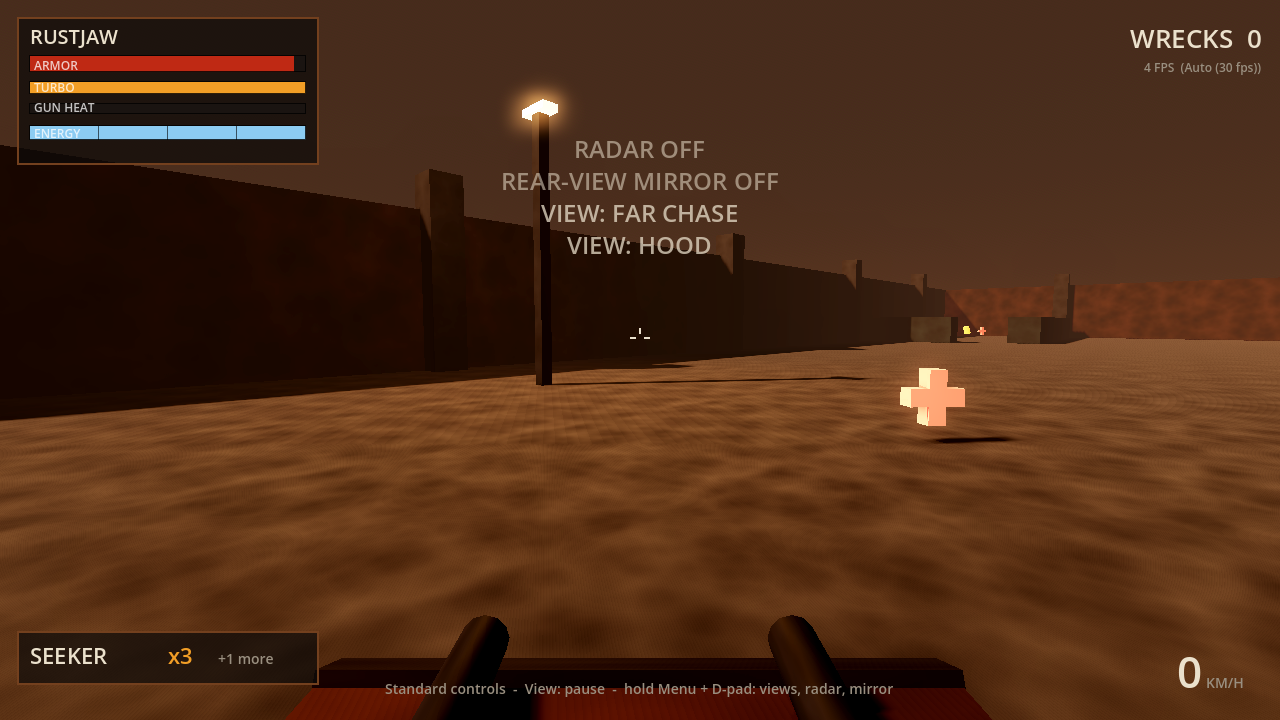 RUSTJAW
ARMOR
TURBO
GUN HEAT
ENERGY
WRECKS 0
4 FPS (Auto (30 fps))
RADAR OFF
REAR-VIEW MIRROR OFF
VIEW: FAR CHASE
VIEW: HOOD
SEEKER x3 +1 more
Standard controls - View: pause - hold Menu + D-pad: views, radar, mirror
0 KM/H